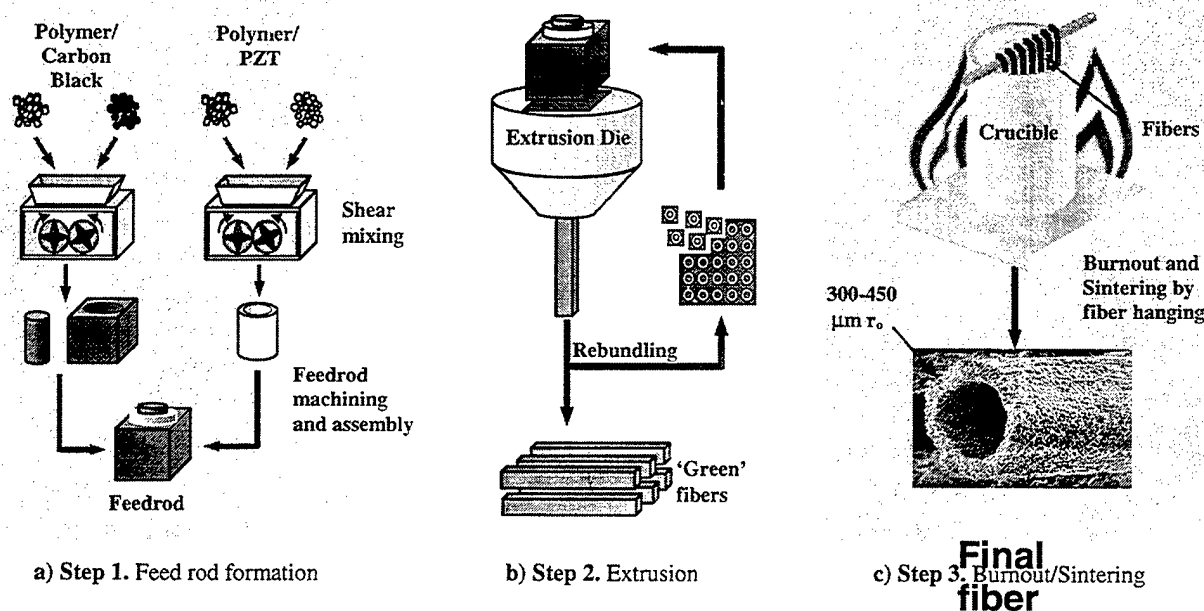 Polymer/
Carbon
Black
Polymer/
PZT
Shear
mixing
Feedrod
machining
and assembly
Feedrod
a) Step 1. Feed rod formation
Extrusion Die
Rebundling
‘Green’
fibers
b) Step 2. Extrusion
Crucible
Fibers
Burnout and
Sintering by
fiber hanging
300-450
μm rₒ
c) Step 3. Burnout/Sintering
Final
fiber